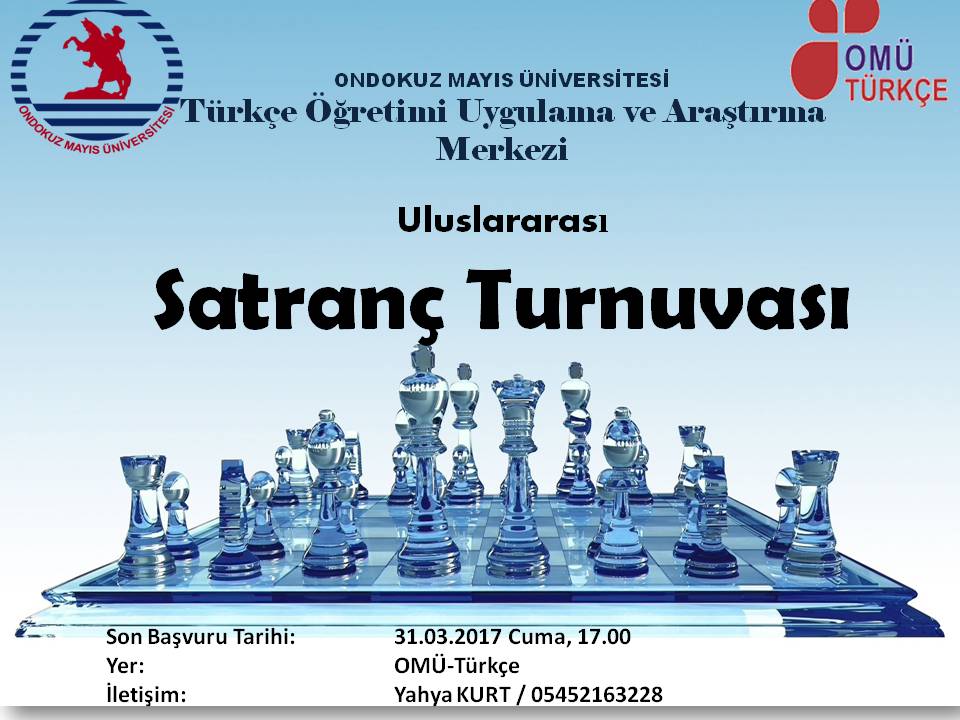 ONDOKUZ MAYIS ÜNİVERSİTESİ
OMÜ
TÜRKÇE
ONDOKUZ MAYIS ÜNİVERSİTESİ
Türkçe Öğretimi Uygulama ve Araştırma
Merkezi
Uluslararası
Satranç Turnuvası
Son Başvuru Tarihi: 31.03.2017 Cuma, 17.00
Yer: OMÜ-Türkçe
İletişim: Yahya KURT / 05452163228